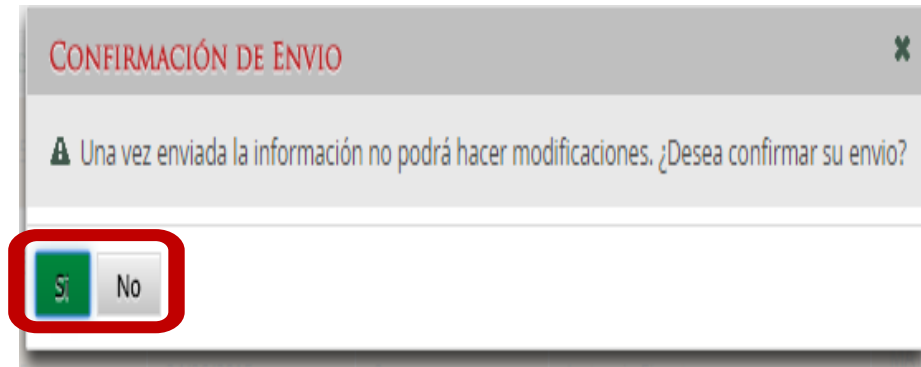 CONFIRMACIÓN DE ENVIO
Una vez enviada la información no podrá hacer modificaciones. ¿Desea confirmar su envio?
Si No